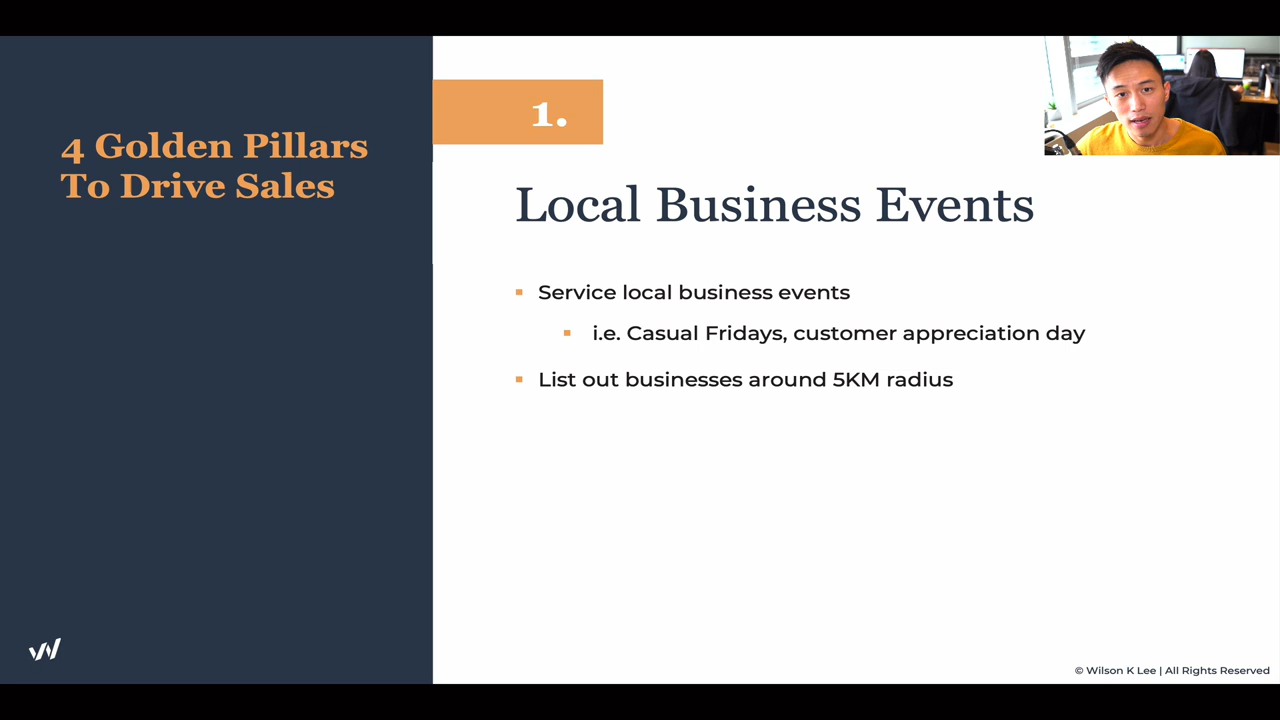 4 Golden Pillars
To Drive Sales
1.
Local Business Events
Service local business events
i.e. Casual Fridays, customer appreciation day
List out businesses around 5KM radius
© Wilson K Lee | All Rights Reserved